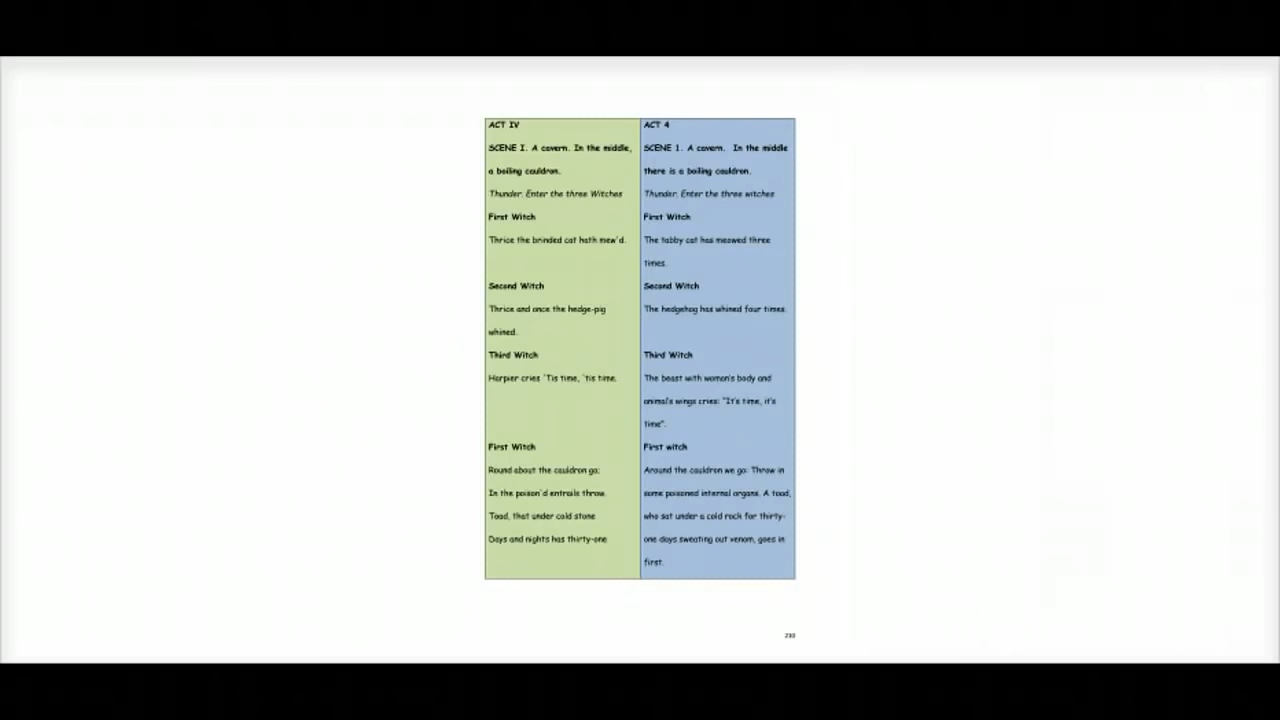 ACT IV
SCENE I. A cavern. In the middle,
a boiling cauldron.
Thunder. Enter the three Witches
First Witch
Thrice the brinded cat hath mew'd.
Second Witch
Thrice and once the hedge-pig
whined.
Third Witch
Harpier cries 'Tis time, 'tis time.
First Witch
Round about the cauldron go;
In the poison'd entrails throw.
Toad, that under cold stone
Days and nights has thirty-one
ACT 4
SCENE 1. A cavern. In the middle
there is a boiling cauldron.
Thunder. Enter the three witches
First Witch
The tabby cat has meowed three
times.
Second Witch
The hedgehog has whined four times.
Third Witch
The beast with woman's body and
animal's wings cries: "It's time, it's
time".
First witch
Around the cauldron we go: Throw in
some poisoned internal organs. A toad,
who sat under a cold rock for thirty-
one days sweating out venom, goes in
first.
210